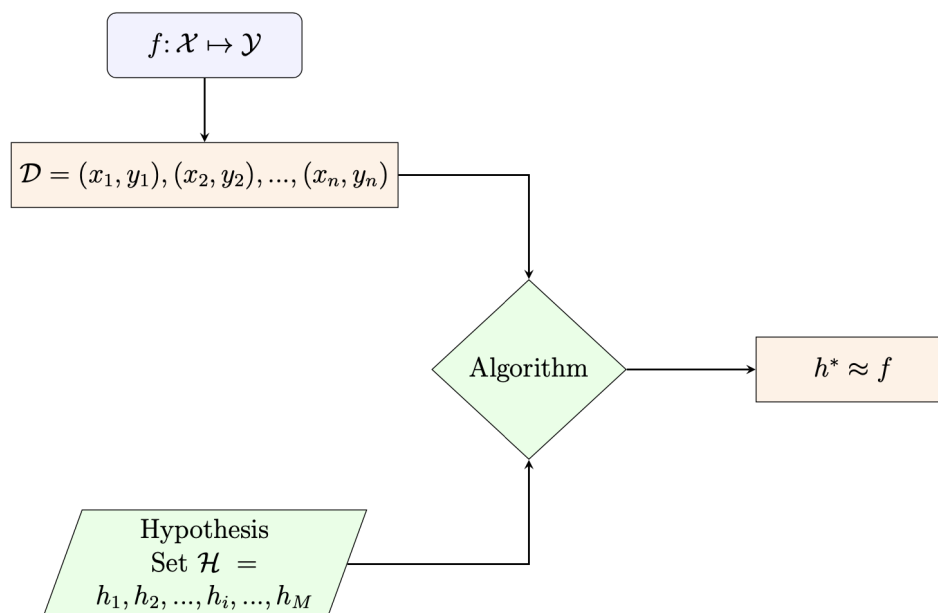 f: 𝒳 ↦ 𝒴
𝒟 = (x₁, y₁), (x₂, y₂), ..., (xₙ, yₙ)
Algorithm
h* ≈ f
Hypothesis
Set ℋ =
h₁, h₂, ..., hᵢ, ..., h_M